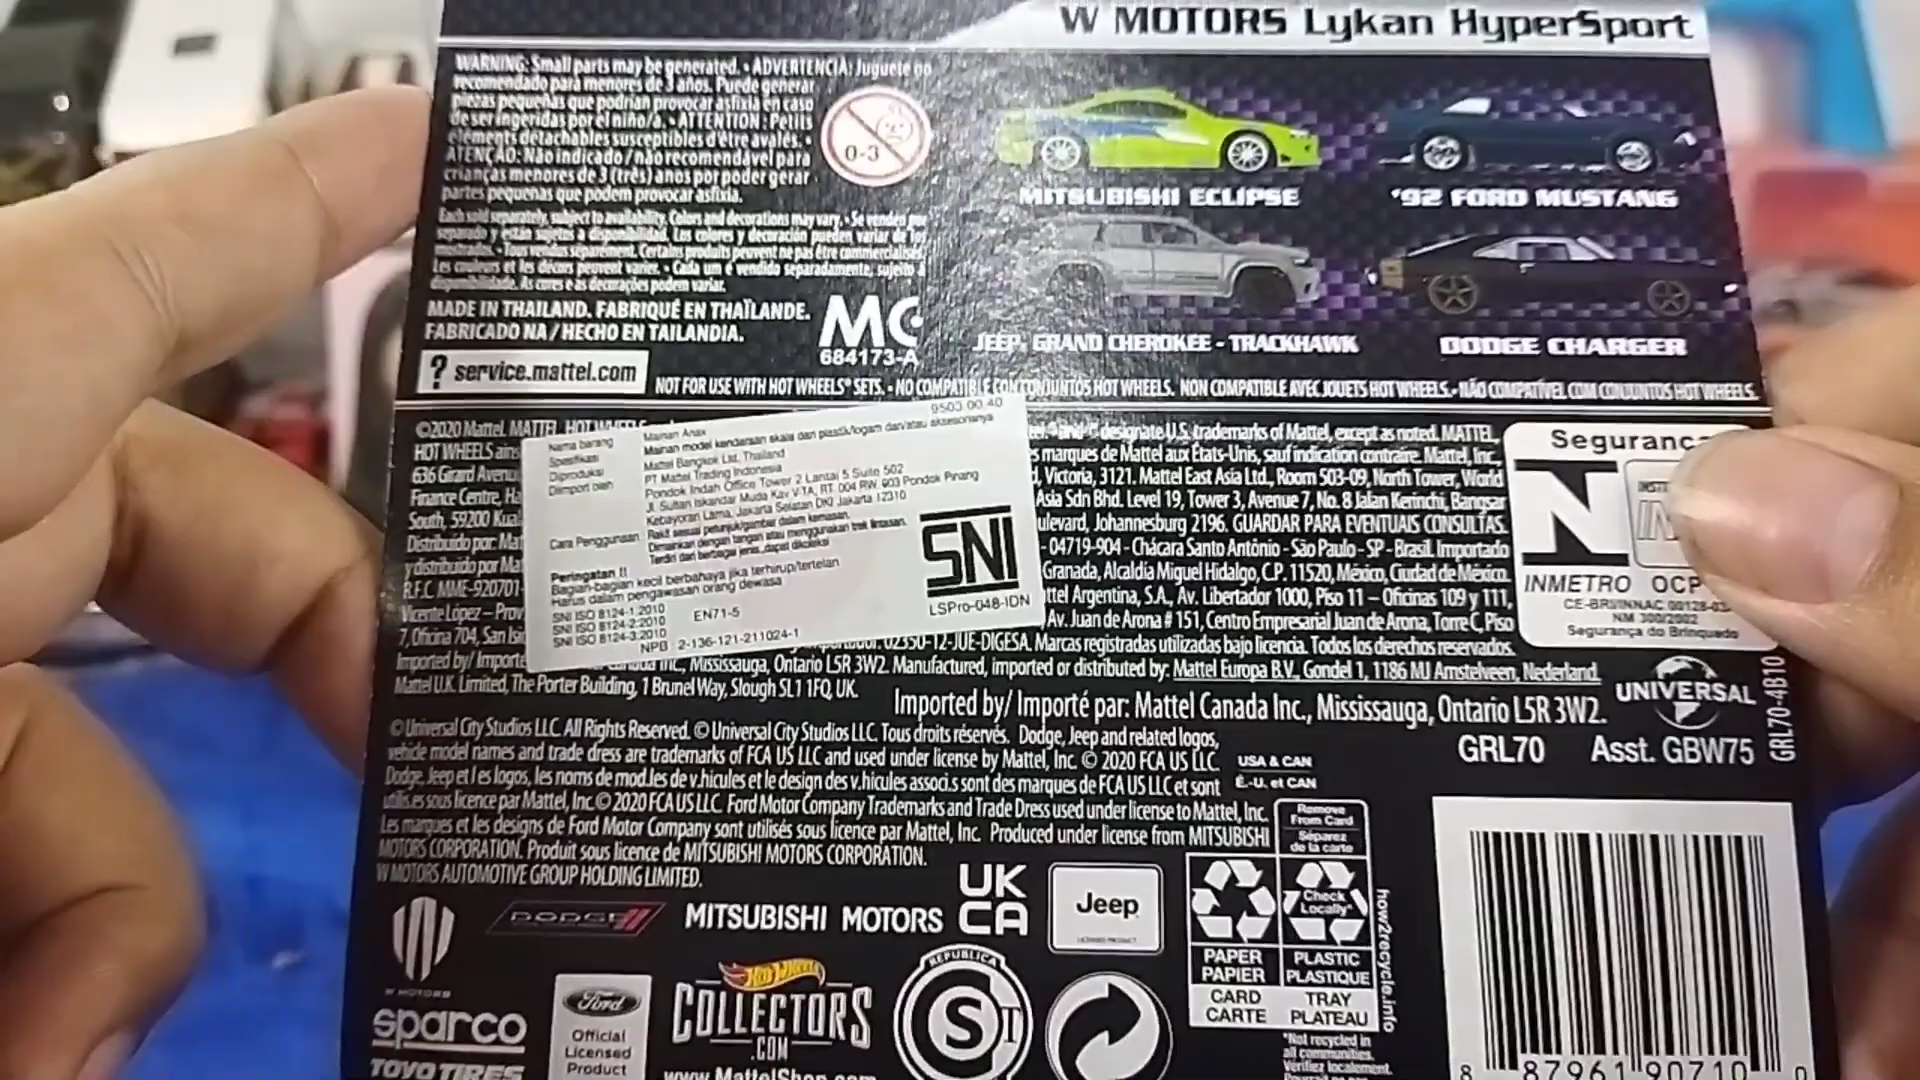 W MOTORS Lykan HyperSport
WARNING: Small parts may be generated. • ADVERTENCIA: Juguete no
recomendado para menores de 3 años. Puede generar
piezas pequeñas que podrían provocar asfixia en caso
de ser ingeridas por el niño/a. • ATTENTION : Petits
éléments détachables susceptibles d'être avalés. •
ATENÇÃO: Não indicado / não recomendável para
crianças menores de 3 (três) anos por poder gerar
partes pequenas que podem provocar asfixia.
0-3
Each sold separately, subject to availability. Colors and decorations may vary. • Se venden por
separado y están sujetos a disponibilidad. Los colores y decoración pueden variar de los
mostrados. • Tous vendus séparément. Certains produits peuvent ne pas être commercialisés.
Les couleurs et les décors peuvent varier. • Cada um é vendido separadamente, sujeito à
disponibilidade. As cores e as decorações podem variar.
MADE IN THAILAND. FABRIQUÉ EN THAÏLANDE.
FABRICADO NA / HECHO EN TAILANDIA.
MC
684173-A
? service.mattel.com
MITSUBISHI ECLIPSE
'92 FORD MUSTANG
JEEP GRAND CHEROKEE - TRACKHAWK
DODGE CHARGER
NOT FOR USE WITH HOT WHEELS® SETS. • NO COMPATIBLE CON CONJUNTOS HOT WHEELS. NON COMPATIBLE AVEC JOUETS HOT WHEELS. • NÃO COMPATÍVEL COM CONJUNTOS HOT WHEELS.
©2020 Mattel. MATTEL, HOT WHEELS
designate U.S. trademarks of Mattel, except as noted. MATTEL,
HOT WHEELS
marques de Mattel aux États-Unis, sauf indication contraire. Mattel, Inc.,
636 Girard Avenu
Victoria, 3121. Mattel East Asia Ltd., Room 503-09, North Tower, World
Finance Centre, Ha
Asia Sdn Bhd. Level 19, Tower 3, Avenue 7, No. 8 Jalan Kerinchi, Bangsar
South, 59200 Kua
ulevard, Johannesburg 2196. GUARDAR PARA EVENTUAIS CONSULTAS.
Distribuido por: Ma
- 04719-904 - Chácara Santo Antônio - São Paulo - SP - Brasil. Importado
y distribuido por Ma
Granada, Alcaldía Miguel Hidalgo, C.P. 11520, México, Ciudad de México.
R.F.C. MME-920701-
ttel Argentina, S.A., Av. Libertador 1000, Piso 11 – Oficinas 109 y 111,
Vicente López – Prov
Av. Juan de Arona # 151, Centro Empresarial Juan de Arona, Torre C, Piso
7, Oficina 704, San Isi
02350-12-JUE-DIGESA. Marcas registradas utilizadas bajo licencia. Todos los derechos reservados.
Imported by/ Importé
Inc., Mississauga, Ontario L5R 3W2. Manufactured, imported or distributed by: Mattel Europa B.V., Gondel 1, 1186 MJ Amstelveen, Nederland.
Mattel U.K. Limited, The Porter Building, 1 Brunel Way, Slough SL1 1FQ, UK.
Imported by/ Importé par: Mattel Canada Inc., Mississauga, Ontario L5R 3W2.
9503.00.40
Nama barang Mainan Anak
Spesifikasi Mainan model kendaraan skala dari plastik/logam dan/atau aksesorisnya
Diproduksi Mattel Bangkok Ltd, Thailand
Diimport oleh PT Mattel Trading Indonesia
Pondok Indah Office Tower 2 Lantai 5 Suite 502
Jl. Sultan Iskandar Muda Kav V-TA, RT. 004 RW. 003 Pondok Pinang
Kebayoran Lama, Jakarta Selatan DKI Jakarta 12310
Cara Penggunaan Rakit sesuai petunjuk/gambar dalam kemasan.
Dimainkan dengan tangan atau menggunakan trek lintasan.
Terdiri dari berbagai jenis, dapat dikoleksi
Peringatan !!
Bagian-bagian kecil berbahaya jika terhirup/tertelan
Harus dalam pengawasan orang dewasa
SNI ISO 8124-1:2010
SNI ISO 8124-2:2010
SNI ISO 8124-3:2010
EN71-5
NPB : 2-136-121-211024-1
SNI
LSPro-048-IDN
Seguranç
N
INMETRO OCP
NM 300/2002
Segurança do Brinquedo
UNIVERSAL
GRL70-4B10
GRL70 Asst. GBW75
© Universal City Studios LLC. All Rights Reserved. © Universal City Studios LLC. Tous droits réservés. Dodge, Jeep and related logos,
vehicle model names and trade dress are trademarks of FCA US LLC and used under license by Mattel, Inc. © 2020 FCA US LLC.
Dodge, Jeep et les logos, les noms de mod.les de v.hicules et le design des v.hicules associ.s sont des marques de FCA US LLC et sont
utilis.es sous licence par Mattel, Inc. © 2020 FCA US LLC. Ford Motor Company Trademarks and Trade Dress used under license to Mattel, Inc.
Les marques et les designs de Ford Motor Company sont utilisés sous licence par Mattel, Inc. Produced under license from MITSUBISHI
MOTORS CORPORATION. Produit sous licence de MITSUBISHI MOTORS CORPORATION.
W MOTORS AUTOMOTIVE GROUP HOLDING LIMITED.
USA & CAN
É.-U. et CAN
Remove
From Card
Séparez
de la carte
Check
Locally*
PAPER
PAPIER
PLASTIC
PLASTIQUE
CARD
CARTE
TRAY
PLATEAU
how2recycle.info
*Not recycled in
all communities.
Vérifiez localement.
W MOTORS
DODGE
MITSUBISHI MOTORS
UK
CA
Jeep
LICENSED PRODUCT
sparco
TOYO TIRES
Ford
Official
Licensed
Product
Hot Wheels
COLLECTORS
.COM
www.MattelShop.com
REPUBLICA
S
8 87961 90710 0